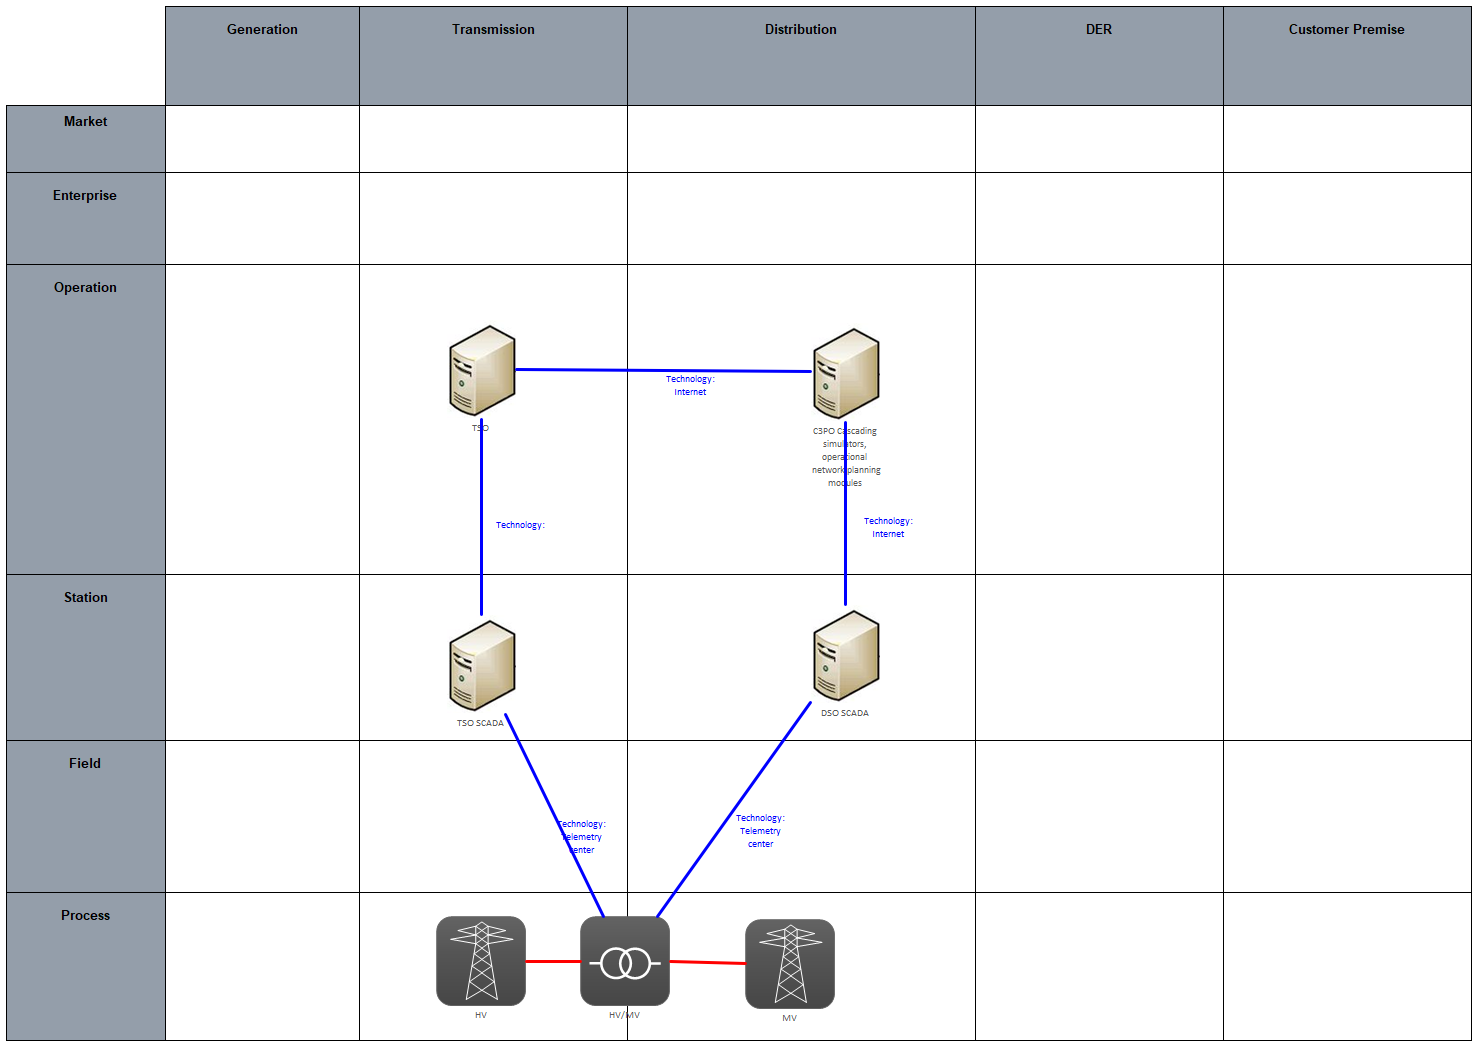 Generation
Transmission
Distribution
DER
Customer Premise
Market
Enterprise
Operation
Technology:
Internet
TSO
C3PO Cascading
simulators,
operational
network planning
modules
Technology:
Technology:
Internet
Station
TSO SCADA
DSO SCADA
Field
Technology:
Telemetry
center
Technology:
Telemetry
center
Process
HV
HV/MV
MV